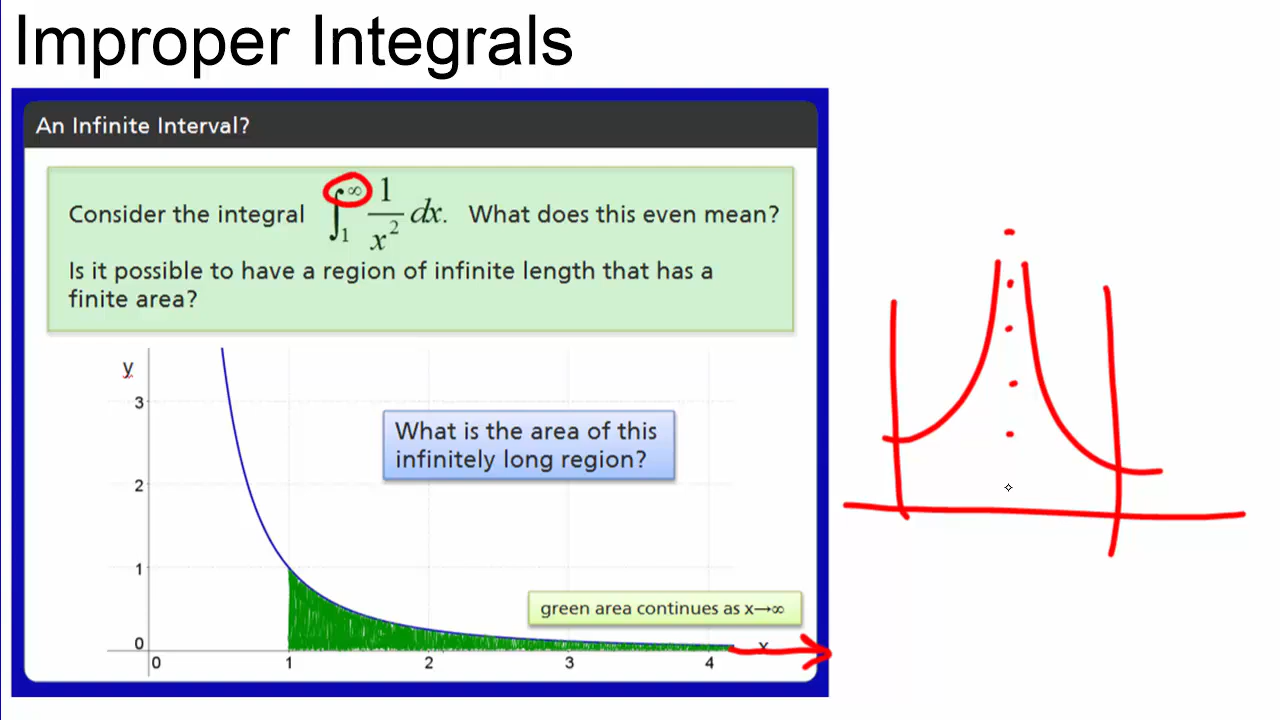 Improper Integrals
An Infinite Interval?
Consider the integral ∫₁^∞ 1/x² dx. What does this even mean?
Is it possible to have a region of infinite length that has a
finite area?
y
3
What is the area of this
infinitely long region?
2
1
green area continues as x→∞
0
x
0 1 2 3 4